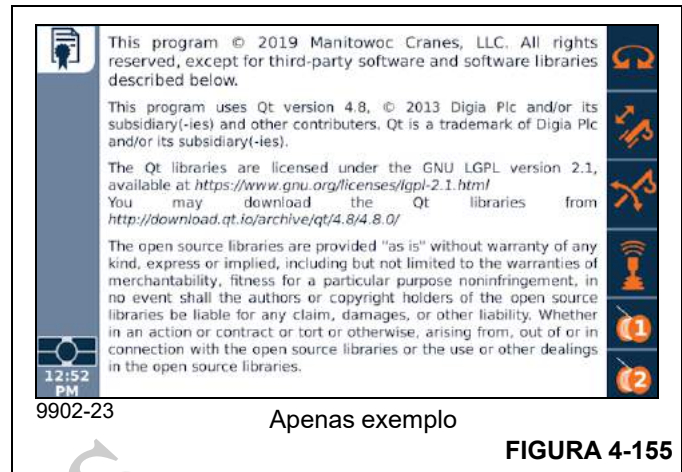 This program © 2019 Manitowoc Cranes, LLC. All rights
reserved, except for third-party software and software libraries
described below.
This program uses Qt version 4.8, © 2013 Digia Plc and/or its
subsidiary(-ies) and other contributers. Qt is a trademark of Digia Plc
and/or its subsidiary(-ies).
The Qt libraries are licensed under the GNU LGPL version 2.1,
available at https://www.gnu.org/licenses/lgpl-2.1.html
You may download the Qt libraries from
http://download.qt.io/archive/qt/4.8/4.8.0/
The open source libraries are provided "as is" without warranty of any
kind, express or implied, including but not limited to the warranties of
merchantability, fitness for a particular purpose noninfringement, in
no event shall the authors or copyright holders of the open source
libraries be liable for any claim, damages, or other liability. Whether
in an action or contract or tort or otherwise, arising from, out of or in
connection with the open source libraries or the use or other dealings
in the open source libraries.
12:52
PM
1
2
9902-23
Apenas exemplo
FIGURA 4-155